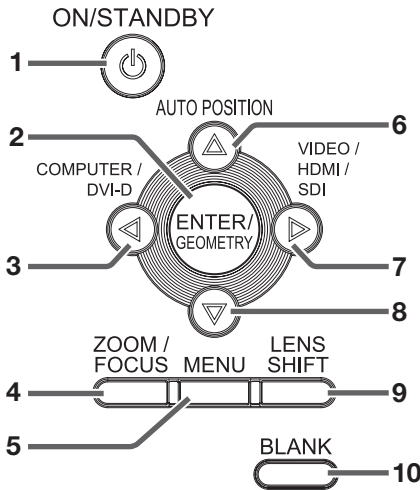 ON/STANDBY
1
AUTO POSITION
6
2
COMPUTER /
DVI-D
VIDEO /
HDMI /
SDI
ENTER/
GEOMETRY
3
7
8
ZOOM /
FOCUS
MENU
LENS
SHIFT
4
9
5
BLANK
10